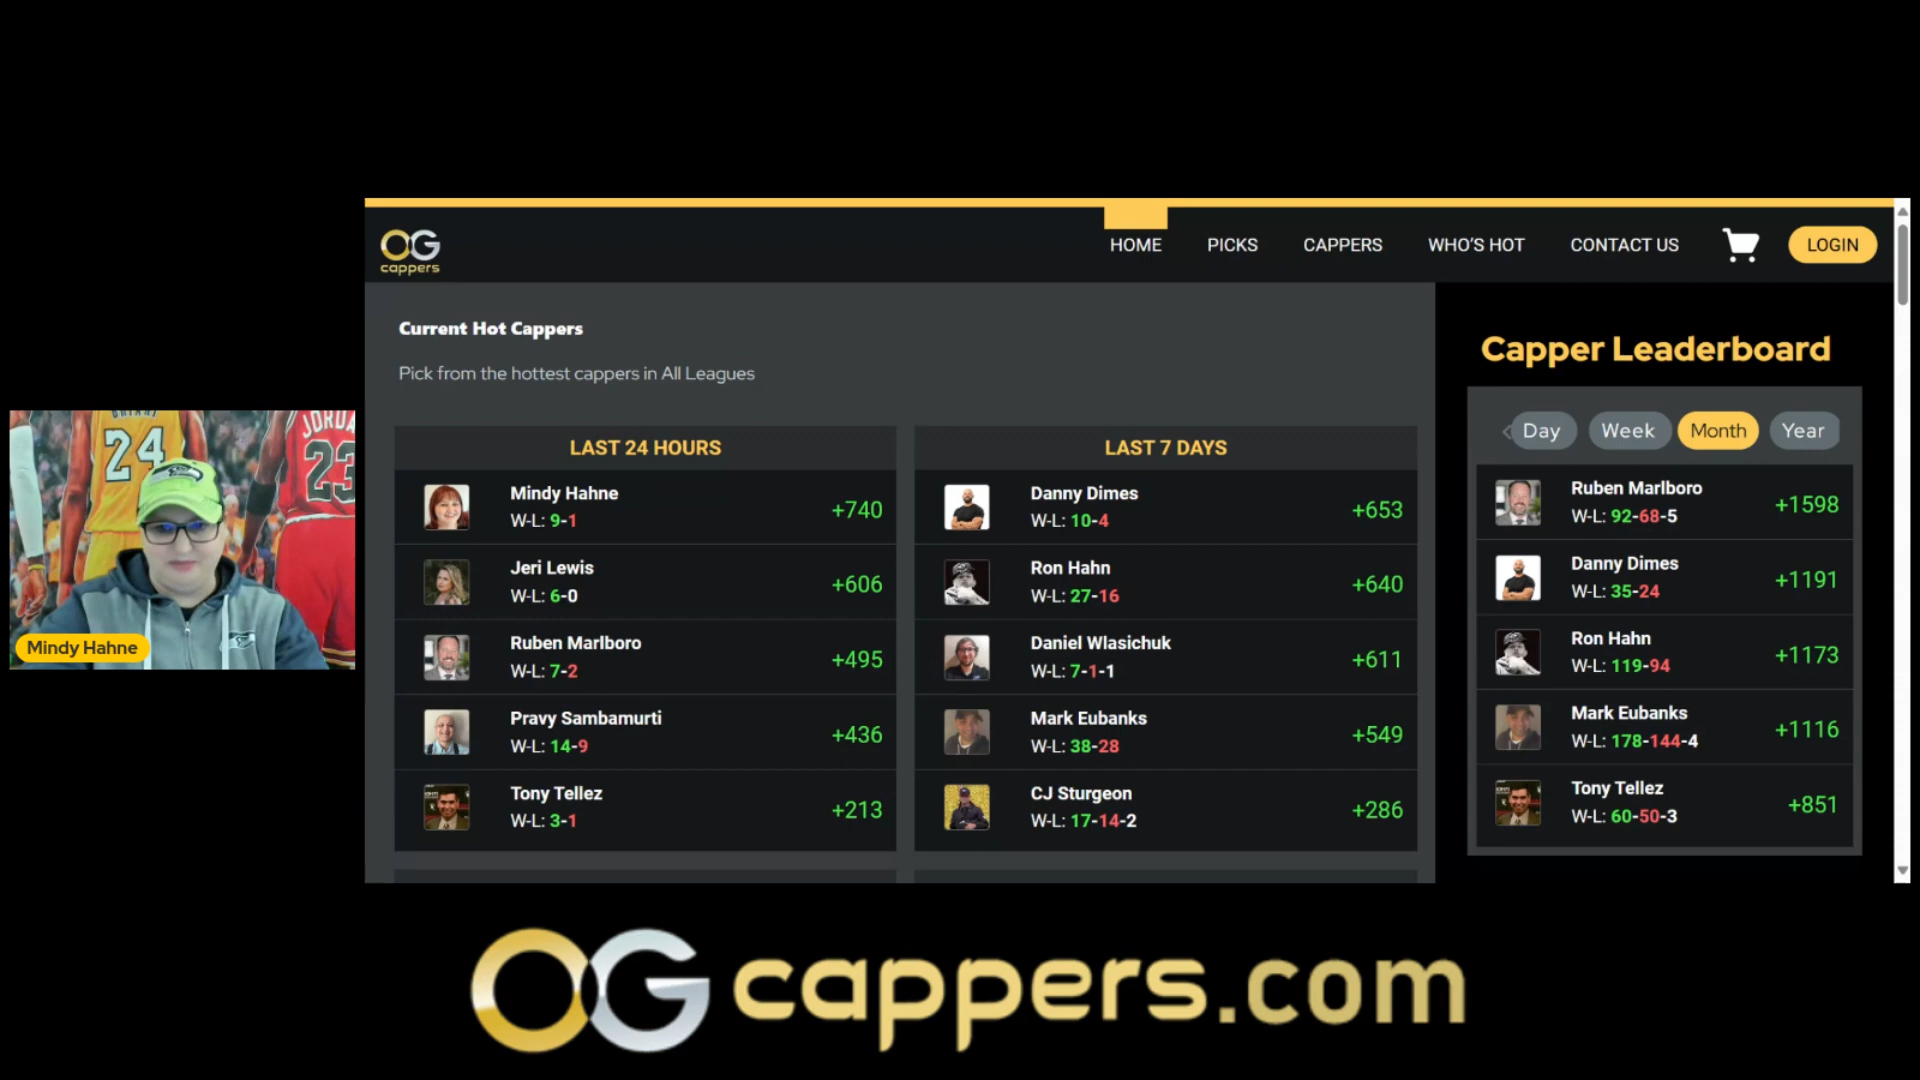 OG
cappers
HOME
PICKS
CAPPERS
WHO'S HOT
CONTACT US
LOGIN
Current Hot Cappers
Pick from the hottest cappers in All Leagues
LAST 24 HOURS
Mindy Hahne
W-L: 9-1
+740
Jeri Lewis
W-L: 6-0
+606
Ruben Marlboro
W-L: 7-2
+495
Pravy Sambamurti
W-L: 14-9
+436
Tony Tellez
W-L: 3-1
+213
LAST 7 DAYS
Danny Dimes
W-L: 10-4
+653
Ron Hahn
W-L: 27-16
+640
Daniel Wlasichuk
W-L: 7-1-1
+611
Mark Eubanks
W-L: 38-28
+549
CJ Sturgeon
W-L: 17-14-2
+286
Capper Leaderboard
Day Week Month Year
Ruben Marlboro
W-L: 92-68-5
+1598
Danny Dimes
W-L: 35-24
+1191
Ron Hahn
W-L: 119-94
+1173
Mark Eubanks
W-L: 178-144-4
+1116
Tony Tellez
W-L: 60-50-3
+851
BRYANT
24
JORDA
23
Mindy Hahne
OG cappers.com